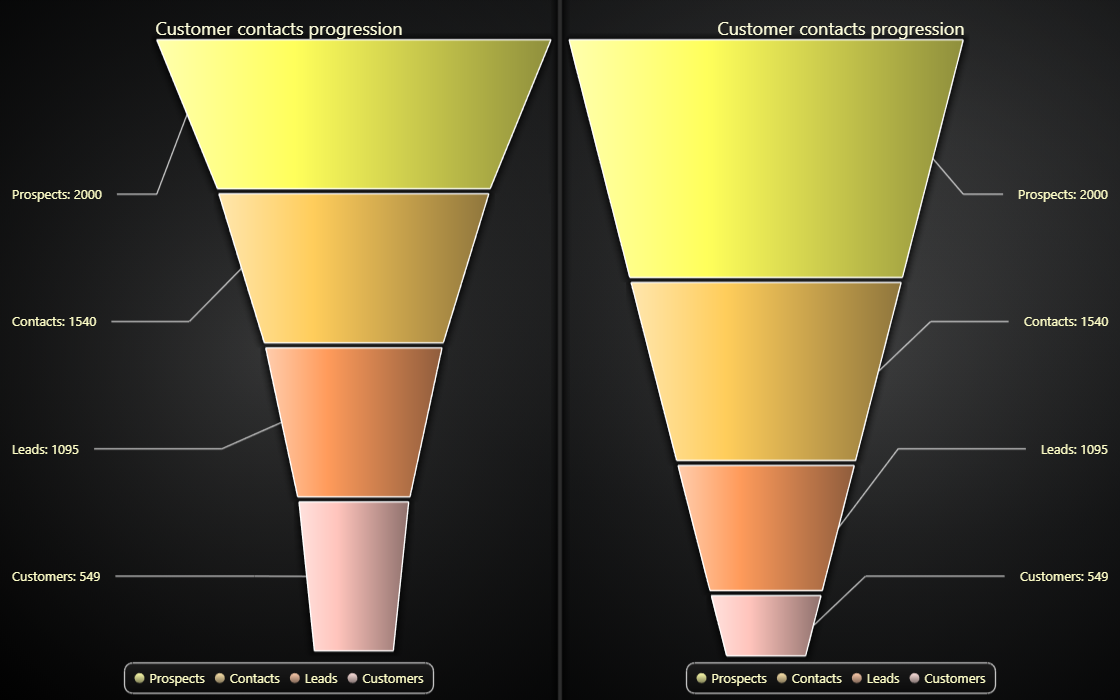 Customer contacts progression
Prospects: 2000
Contacts: 1540
Leads: 1095
Customers: 549
Prospects Contacts Leads Customers
Customer contacts progression
Prospects: 2000
Contacts: 1540
Leads: 1095
Customers: 549
Prospects Contacts Leads Customers